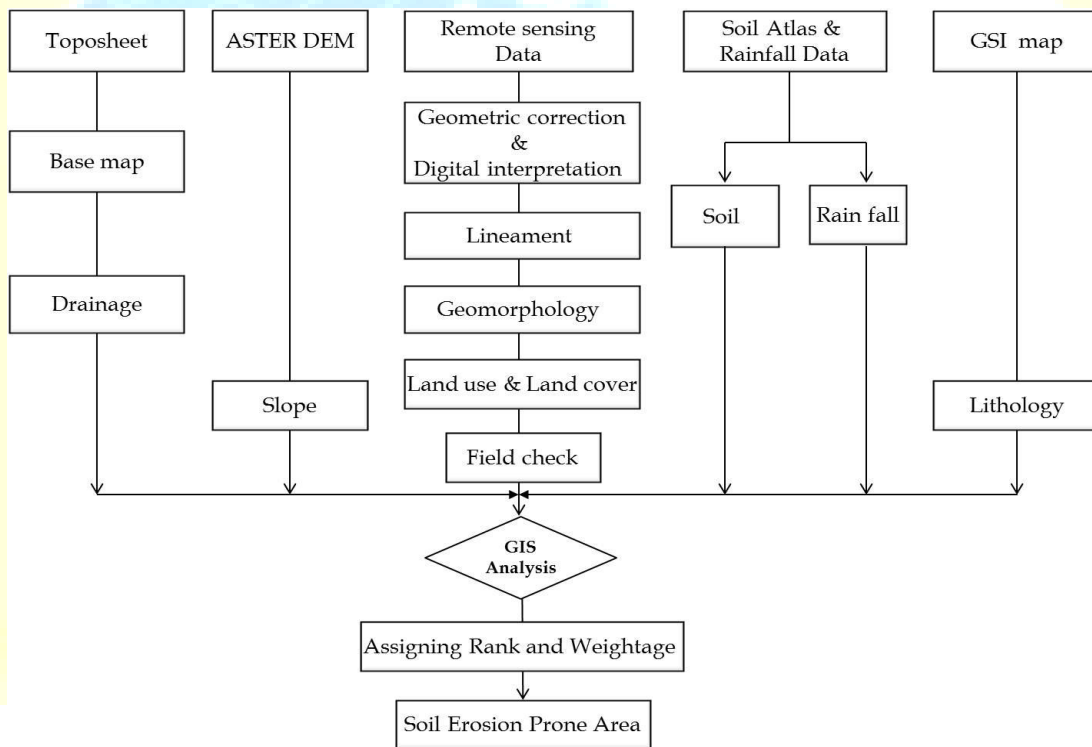 Toposheet
ASTER DEM
Remote sensing
Data
Soil Atlas &
Rainfall Data
GSI map
Geometric correction
&
Digital interpretation
Base map
Soil
Rain fall
Lineament
Drainage
Geomorphology
Land use & Land cover
Slope
Lithology
Field check
GIS
Analysis
Assigning Rank and Weightage
Soil Erosion Prone Area